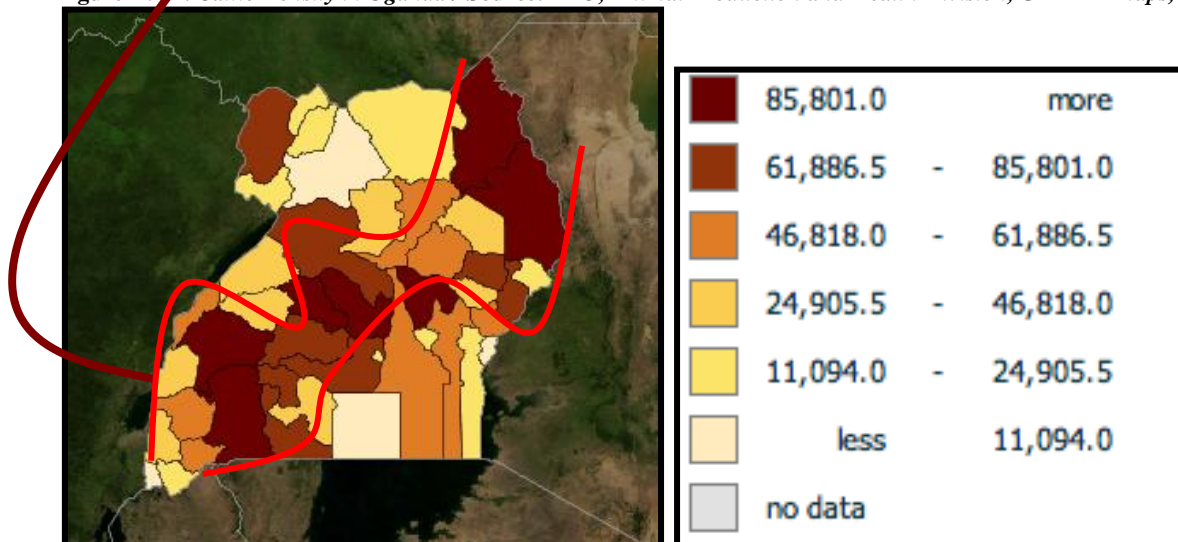 85,801.0 more
61,886.5 - 85,801.0
46,818.0 - 61,886.5
24,905.5 - 46,818.0
11,094.0 - 24,905.5
less 11,094.0
no data